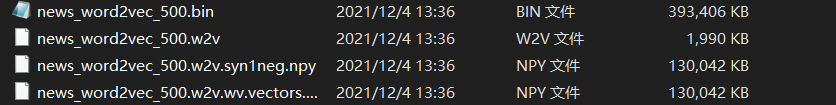 news_word2vec_500.bin 2021/12/4 13:36 BIN 文件 393,406 KB
news_word2vec_500.w2v 2021/12/4 13:36 W2V 文件 1,990 KB
news_word2vec_500.w2v.syn1neg.npy 2021/12/4 13:36 NPY 文件 130,042 KB
news_word2vec_500.w2v.wv.vectors.... 2021/12/4 13:36 NPY 文件 130,042 KB